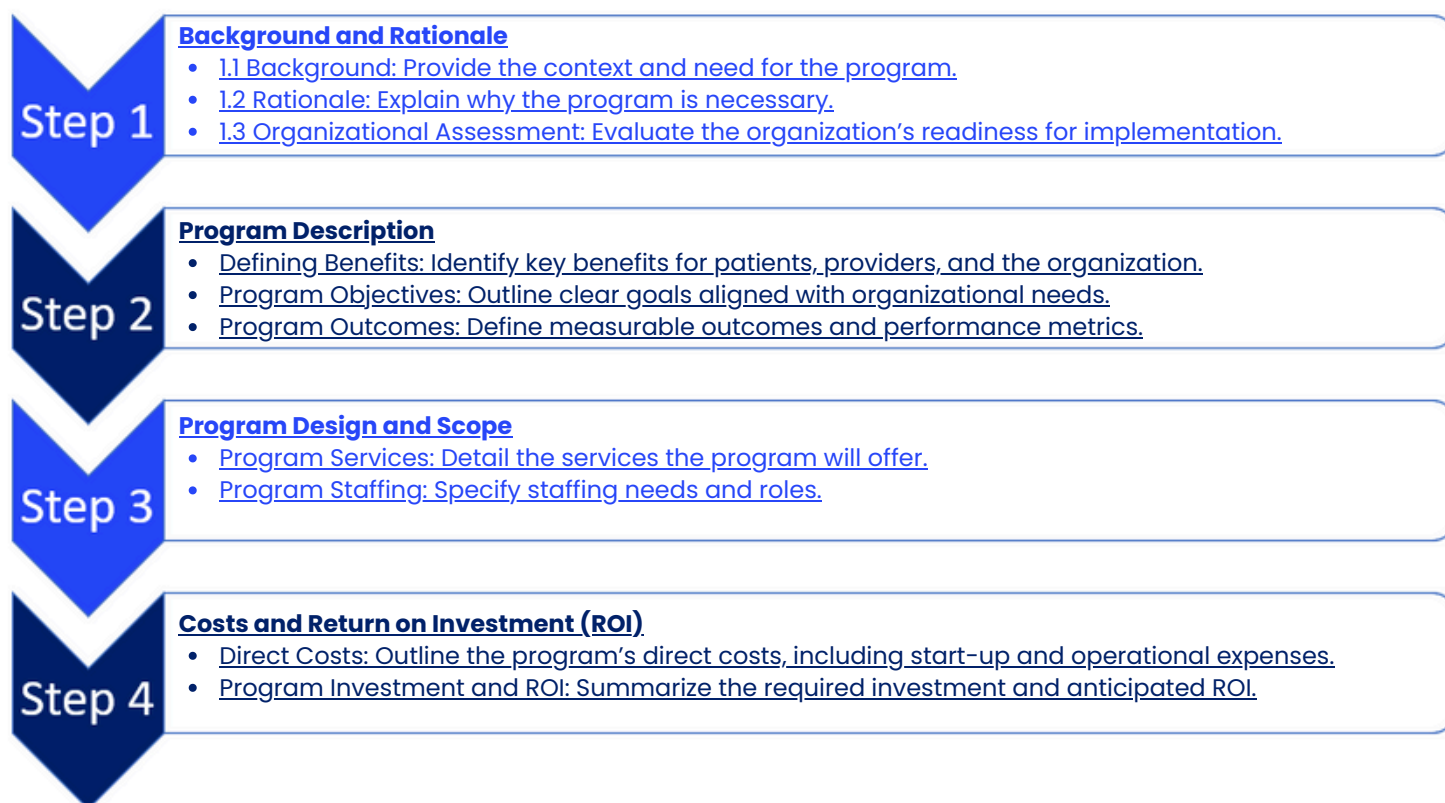 Step 1
Background and Rationale
• 1.1 Background: Provide the context and need for the program.
• 1.2 Rationale: Explain why the program is necessary.
• 1.3 Organizational Assessment: Evaluate the organization’s readiness for implementation.
Step 2
Program Description
• Defining Benefits: Identify key benefits for patients, providers, and the organization.
• Program Objectives: Outline clear goals aligned with organizational needs.
• Program Outcomes: Define measurable outcomes and performance metrics.
Step 3
Program Design and Scope
• Program Services: Detail the services the program will offer.
• Program Staffing: Specify staffing needs and roles.
Step 4
Costs and Return on Investment (ROI)
• Direct Costs: Outline the program’s direct costs, including start-up and operational expenses.
• Program Investment and ROI: Summarize the required investment and anticipated ROI.